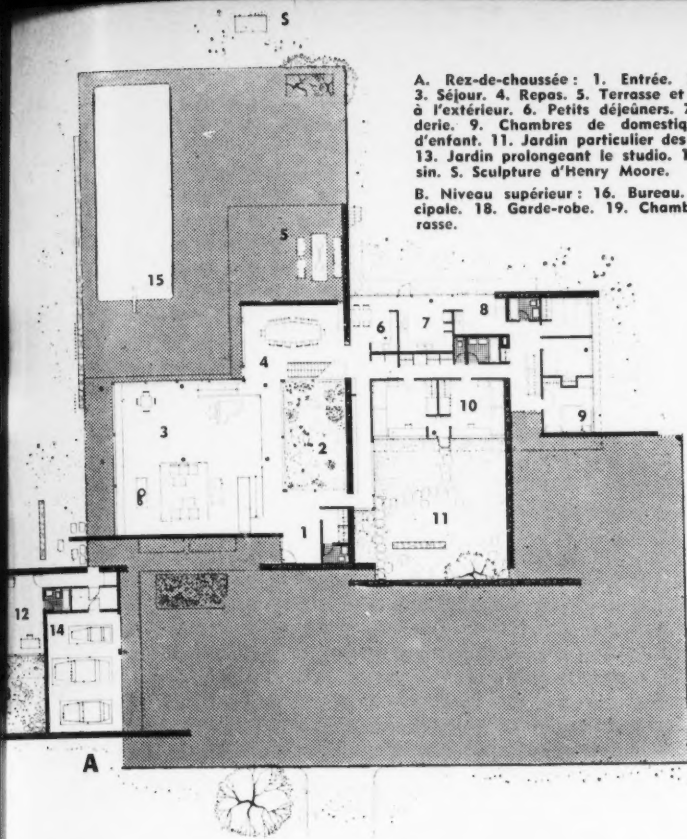 S
A. Rez-de-chaussée : 1. Entrée.
3. Séjour. 4. Repas. 5. Terrasse et
à l'extérieur. 6. Petits déjeûners. 7
derie. 9. Chambres de domestiq
d'enfant. 11. Jardin particulier des
13. Jardin prolongeant le studio. 1
sin. S. Sculpture d'Henry Moore.
B. Niveau supérieur : 16. Bureau.
cipale. 18. Garde-robe. 19. Chamb
rasse.
5
15
6
7
8
4
10
9
3
2
11
1
12
14
A